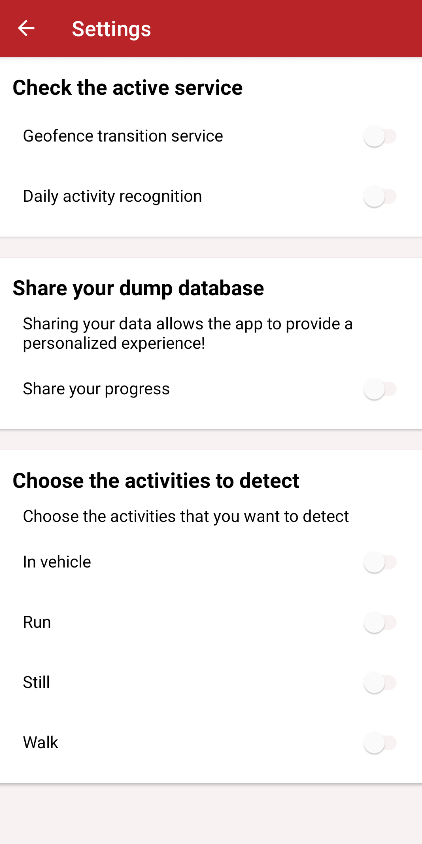 Settings
Check the active service
Geofence transition service
Daily activity recognition
Share your dump database
Sharing your data allows the app to provide a
personalized experience!
Share your progress
Choose the activities to detect
Choose the activities that you want to detect
In vehicle
Run
Still
Walk